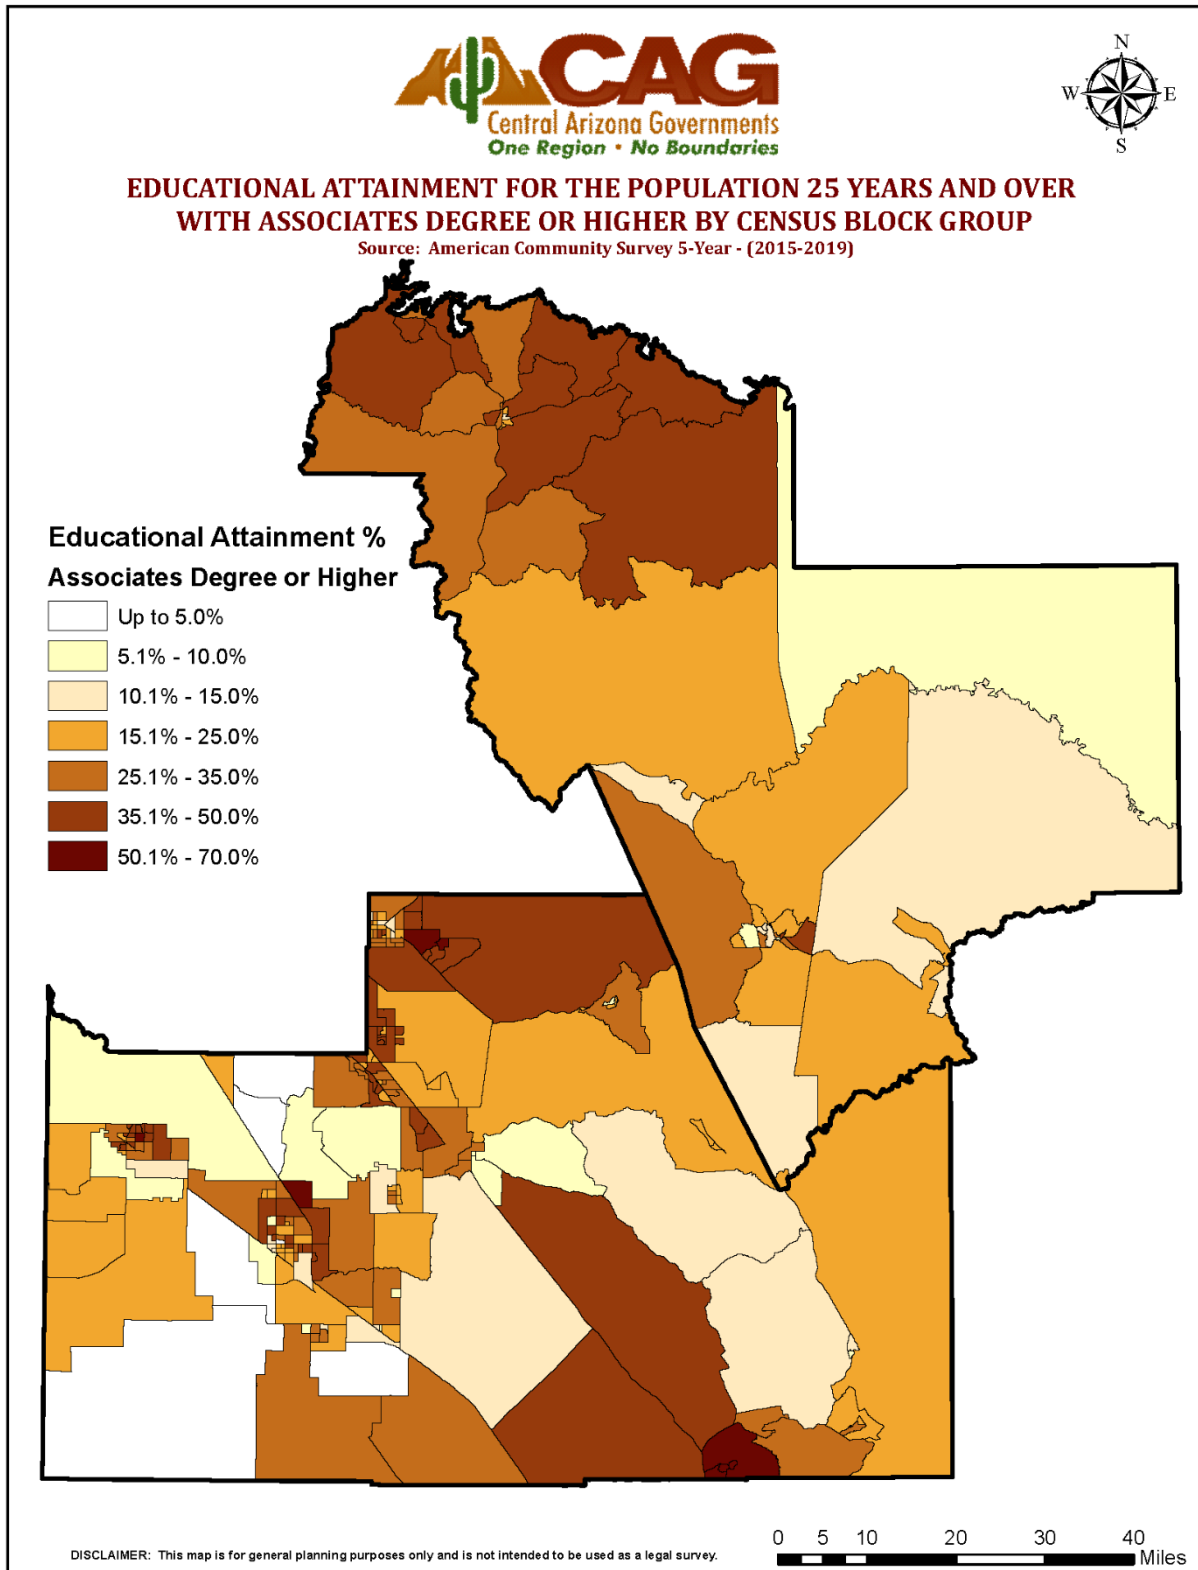 CAG
Central Arizona Governments
One Region • No Boundaries
N
W
E
S
EDUCATIONAL ATTAINMENT FOR THE POPULATION 25 YEARS AND OVER
WITH ASSOCIATES DEGREE OR HIGHER BY CENSUS BLOCK GROUP
Source:  American Community Survey 5-Year - (2015-2019)
Educational Attainment %
Associates Degree or Higher
Up to 5.0%
5.1% - 10.0%
10.1% - 15.0%
15.1% - 25.0%
25.1% - 35.0%
35.1% - 50.0%
50.1% - 70.0%
DISCLAIMER:  This map is for general planning purposes only and is not intended to be used as a legal survey.
0 5 10 20 30 40
Miles